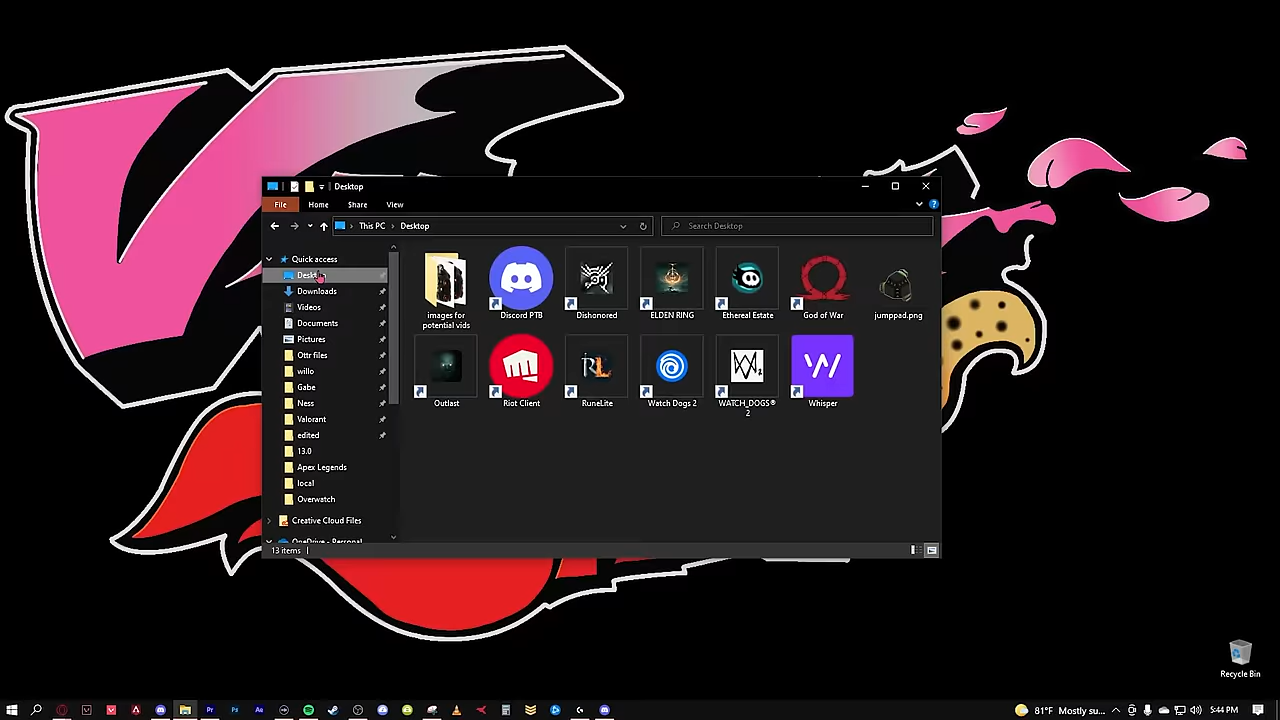 Desktop
File
Home
Share
View
This PC
Desktop
Search Desktop
Quick access
Downloads
Videos
Documents
Pictures
Ottr files
willo
Gabe
Ness
Valorant
edited
13.0
Apex Legends
local
Overwatch
Creative Cloud Files
OneDrive - Personal
images for
potential vids
Discord PTB
Dishonored
ELDEN RING
Ethereal Estate
God of War
jumppad.png
Outlast
Riot Client
RuneLite
Watch Dogs 2
WATCH_DOGS®
2
Whisper
13 items
Recycle Bin
81°F Mostly su...
5:44 PM